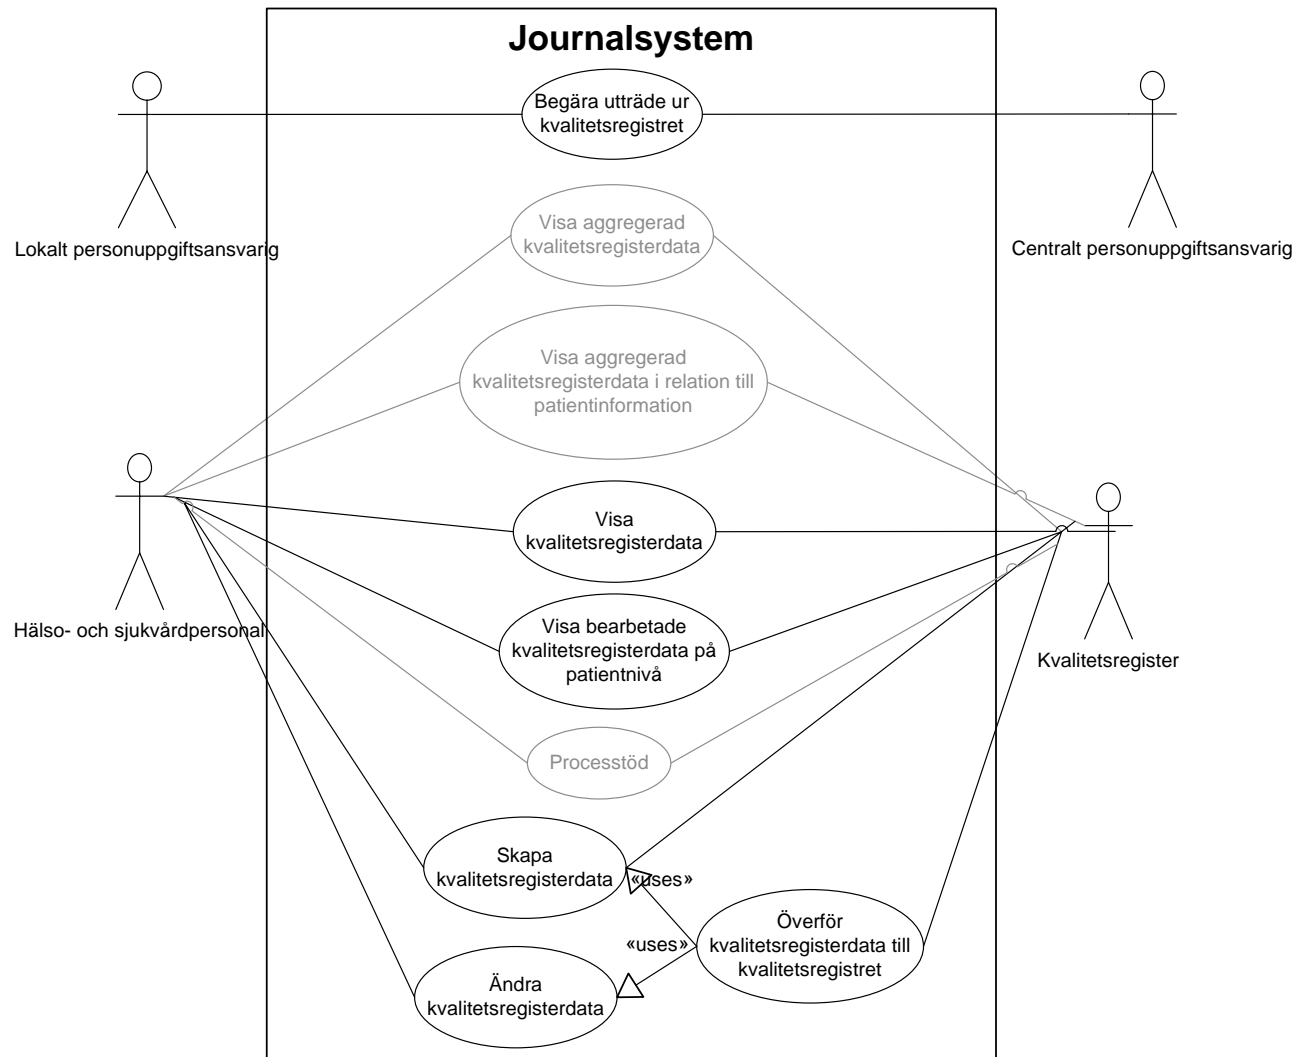 Journalsystem
Begära utträde ur
kvalitetsregistret
Lokalt personuppgiftsansvarig
Centralt personuppgiftsansvarig
Visa aggregerad
kvalitetsregisterdata
Visa aggregerad
kvalitetsregisterdata i relation till
patientinformation
Visa
kvalitetsregisterdata
Hälso- och sjukvårdpersonal
Visa bearbetade
kvalitetsregisterdata på
patientnivå
Kvalitetsregister
Processtöd
Skapa
kvalitetsregisterdata
«uses»
Överför
kvalitetsregisterdata till
kvalitetsregistret
«uses»
Ändra
kvalitetsregisterdata